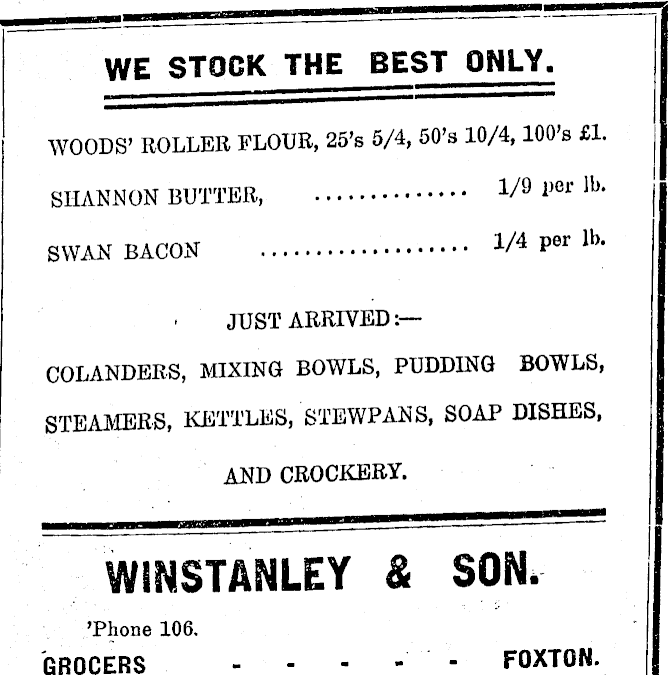 WE STOCK THE BEST ONLY.
WOODS' ROLLER FLOUR, 25's 5/4, 50's 10/4, 100's £1.
SHANNON BUTTER, .............. 1/9 per lb.
SWAN BACON ................... 1/4 per lb.
JUST ARRIVED:—
COLANDERS, MIXING BOWLS, PUDDING BOWLS,
STEAMERS, KETTLES, STEWPANS, SOAP DISHES,
AND CROCKERY.
WINSTANLEY & SON.
'Phone 106.
GROCERS - - - - - FOXTON.